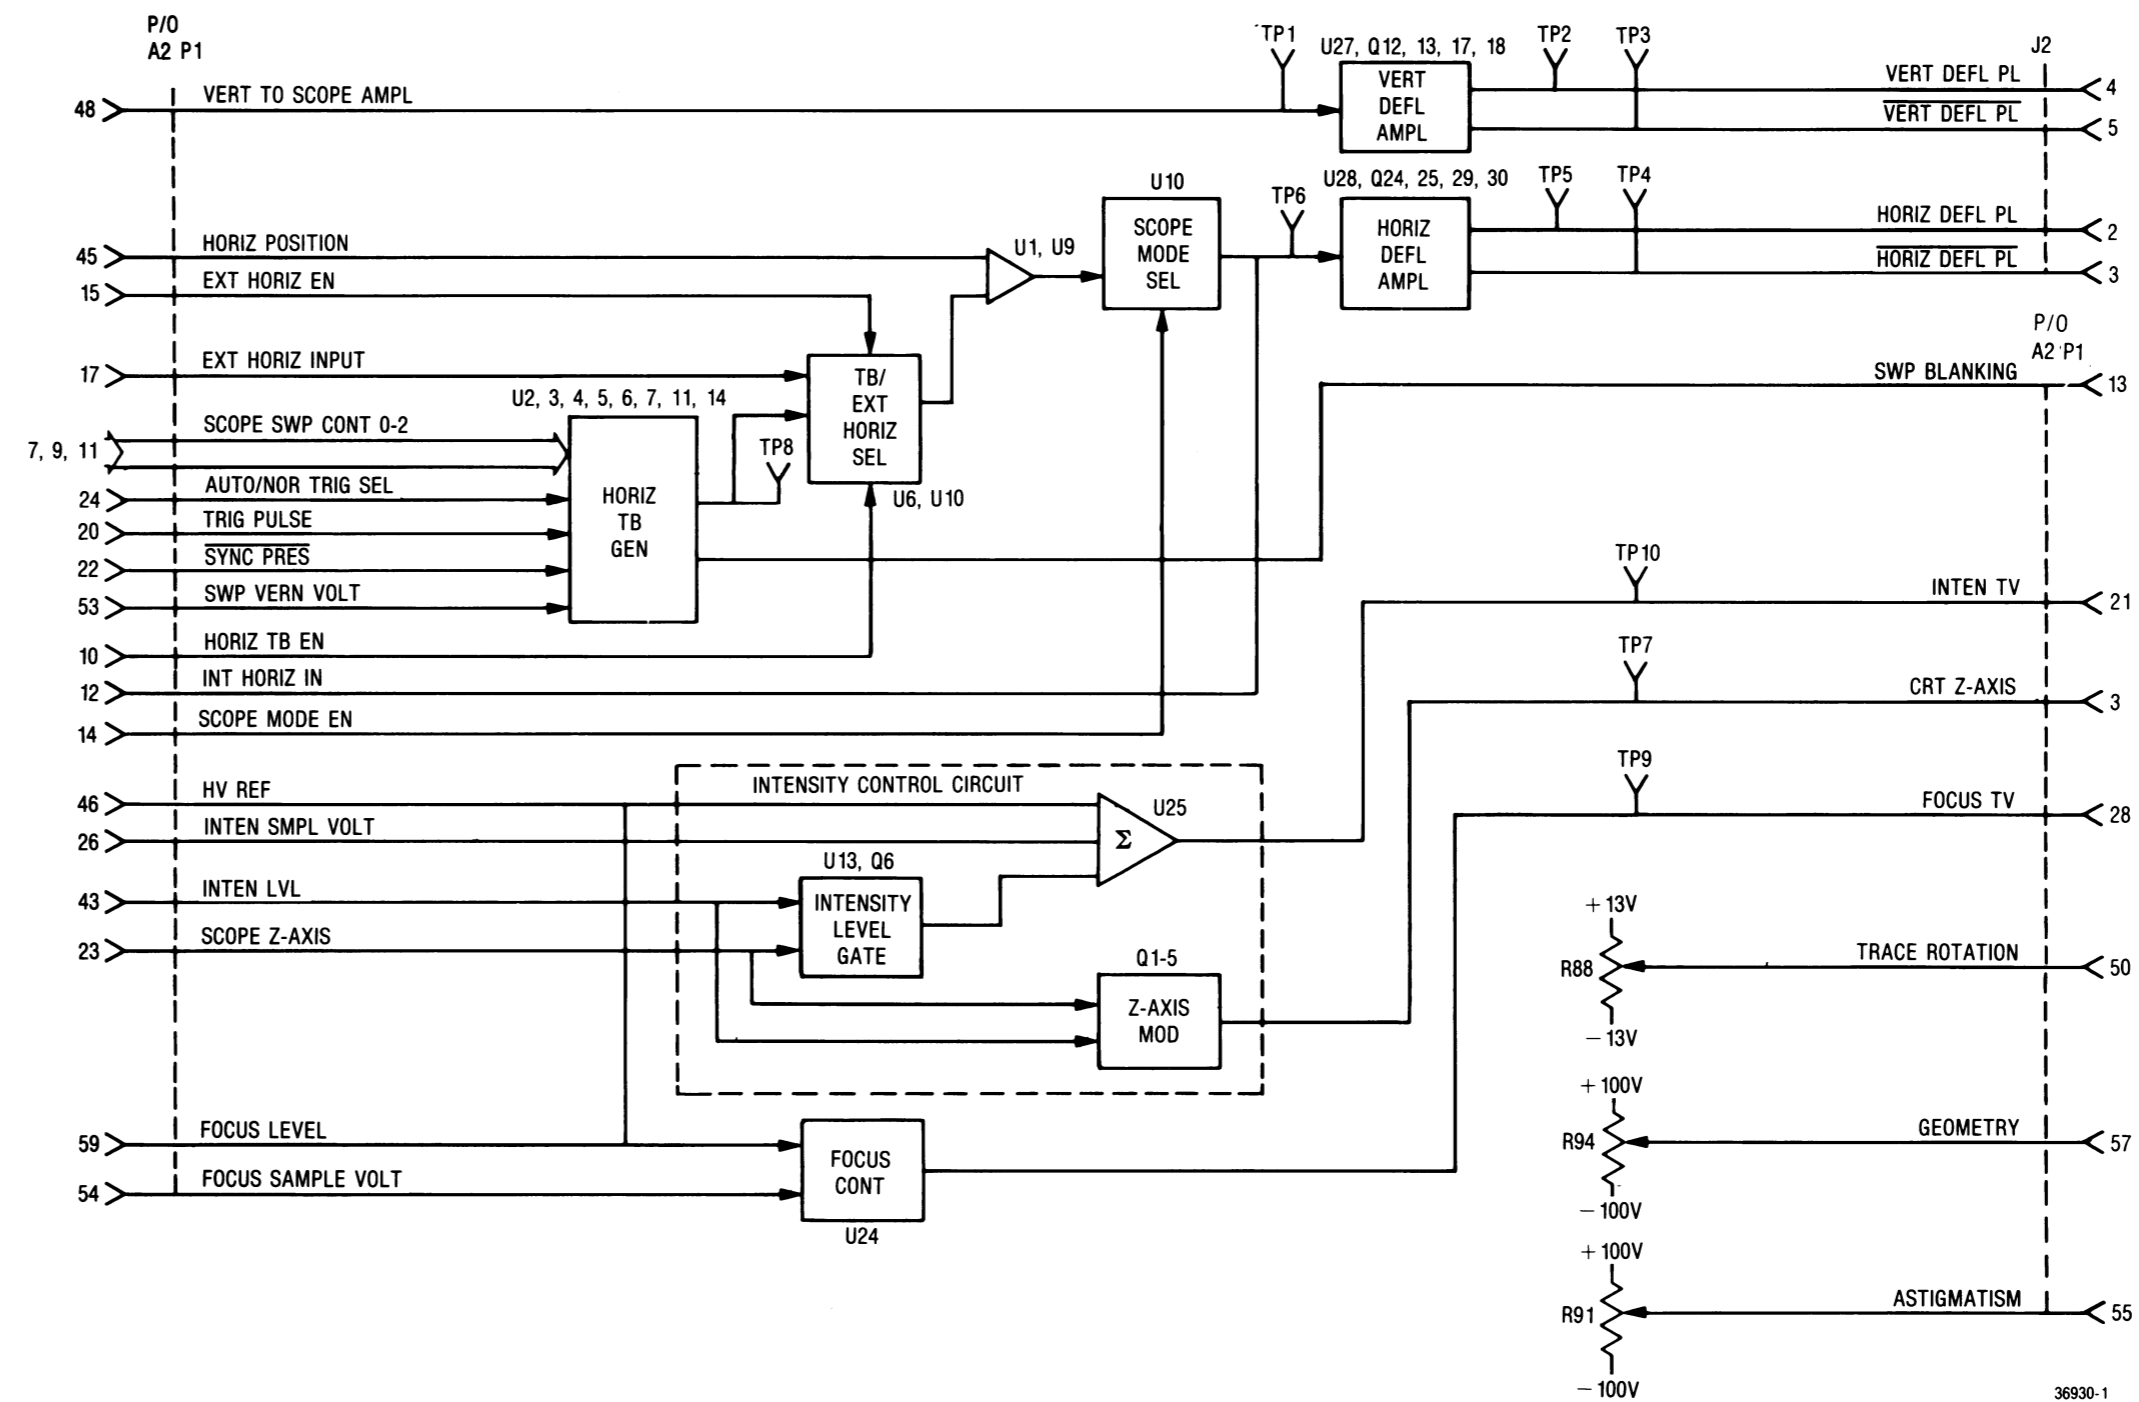 P/O
A2 P1
48
VERT TO SCOPE AMPL
TP1
U27, Q12, 13, 17, 18
VERT
DEFL
AMPL
TP2
TP3
J2
VERT DEFL PL
4
VERT DEFL PL
5
45
HORIZ POSITION
15
EXT HORIZ EN
U1, U9
U10
SCOPE
MODE
SEL
TP6
U28, Q24, 25, 29, 30
HORIZ
DEFL
AMPL
TP5
TP4
HORIZ DEFL PL
2
HORIZ DEFL PL
3
P/O
A2 P1
17
EXT HORIZ INPUT
TB/
EXT
HORIZ
SEL
U6, U10
SWP BLANKING
13
7, 9, 11
SCOPE SWP CONT 0-2
U2, 3, 4, 5, 6, 7, 11, 14
HORIZ
TB
GEN
TP8
24
AUTO/NOR TRIG SEL
20
TRIG PULSE
22
SYNC PRES
53
SWP VERN VOLT
10
HORIZ TB EN
12
INT HORIZ IN
14
SCOPE MODE EN
TP10
INTEN TV
21
TP7
CRT Z-AXIS
3
TP9
FOCUS TV
28
46
HV REF
26
INTEN SMPL VOLT
INTENSITY CONTROL CIRCUIT
U25
Σ
43
INTEN LVL
23
SCOPE Z-AXIS
U13, Q6
INTENSITY
LEVEL
GATE
Q1-5
Z-AXIS
MOD
+13V
R88
-13V
TRACE ROTATION
50
59
FOCUS LEVEL
54
FOCUS SAMPLE VOLT
FOCUS
CONT
U24
+100V
R94
-100V
GEOMETRY
57
+100V
R91
-100V
ASTIGMATISM
55
36930-1